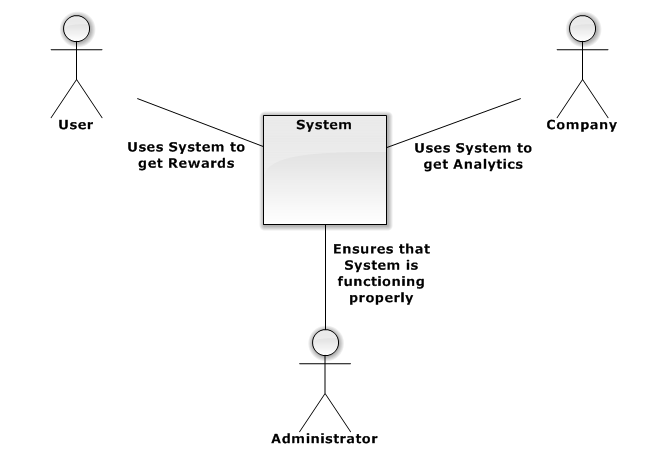 User
System
Company
Uses System to
get Rewards
Uses System to
get Analytics
Ensures that
System is
functioning
properly
Administrator